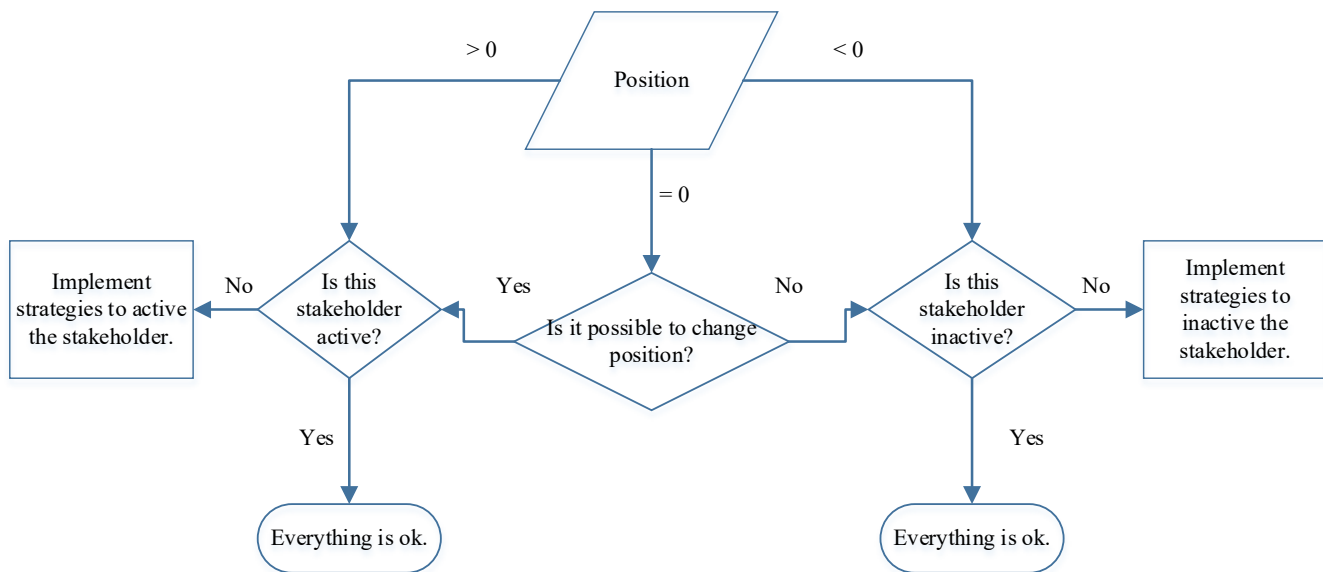 > 0
Position
< 0
= 0
Implement
strategies to active
the stakeholder.
No
Is this
stakeholder
active?
Yes
Is it possible to change
position?
No
Is this
stakeholder
inactive?
No
Implement
strategies to
inactive the
stakeholder.
Yes
Yes
Everything is ok.
Everything is ok.